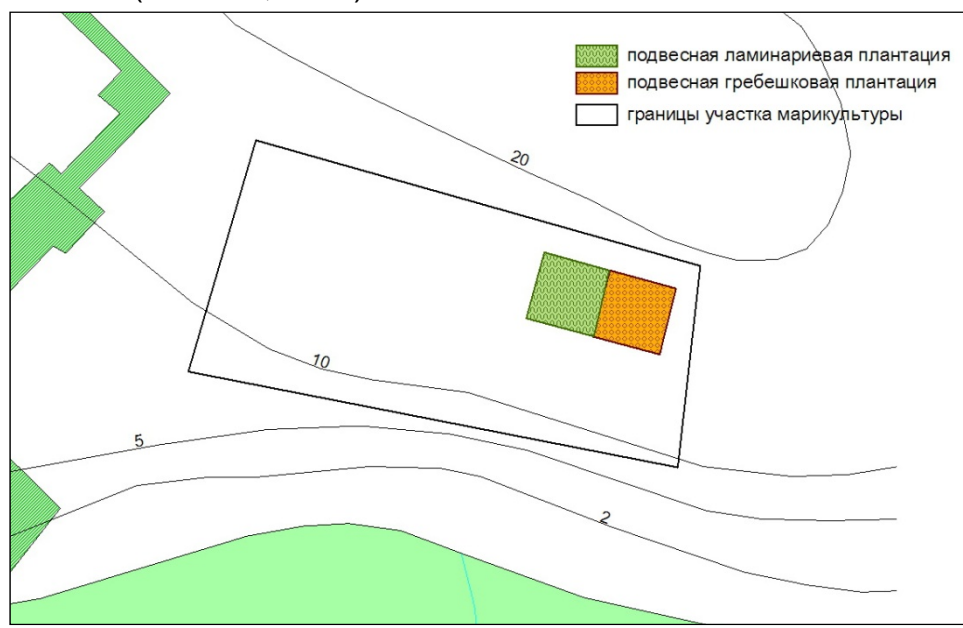 подвесная ламинариевая плантация
подвесная гребешковая плантация
границы участка марикультуры
20
10
5
2